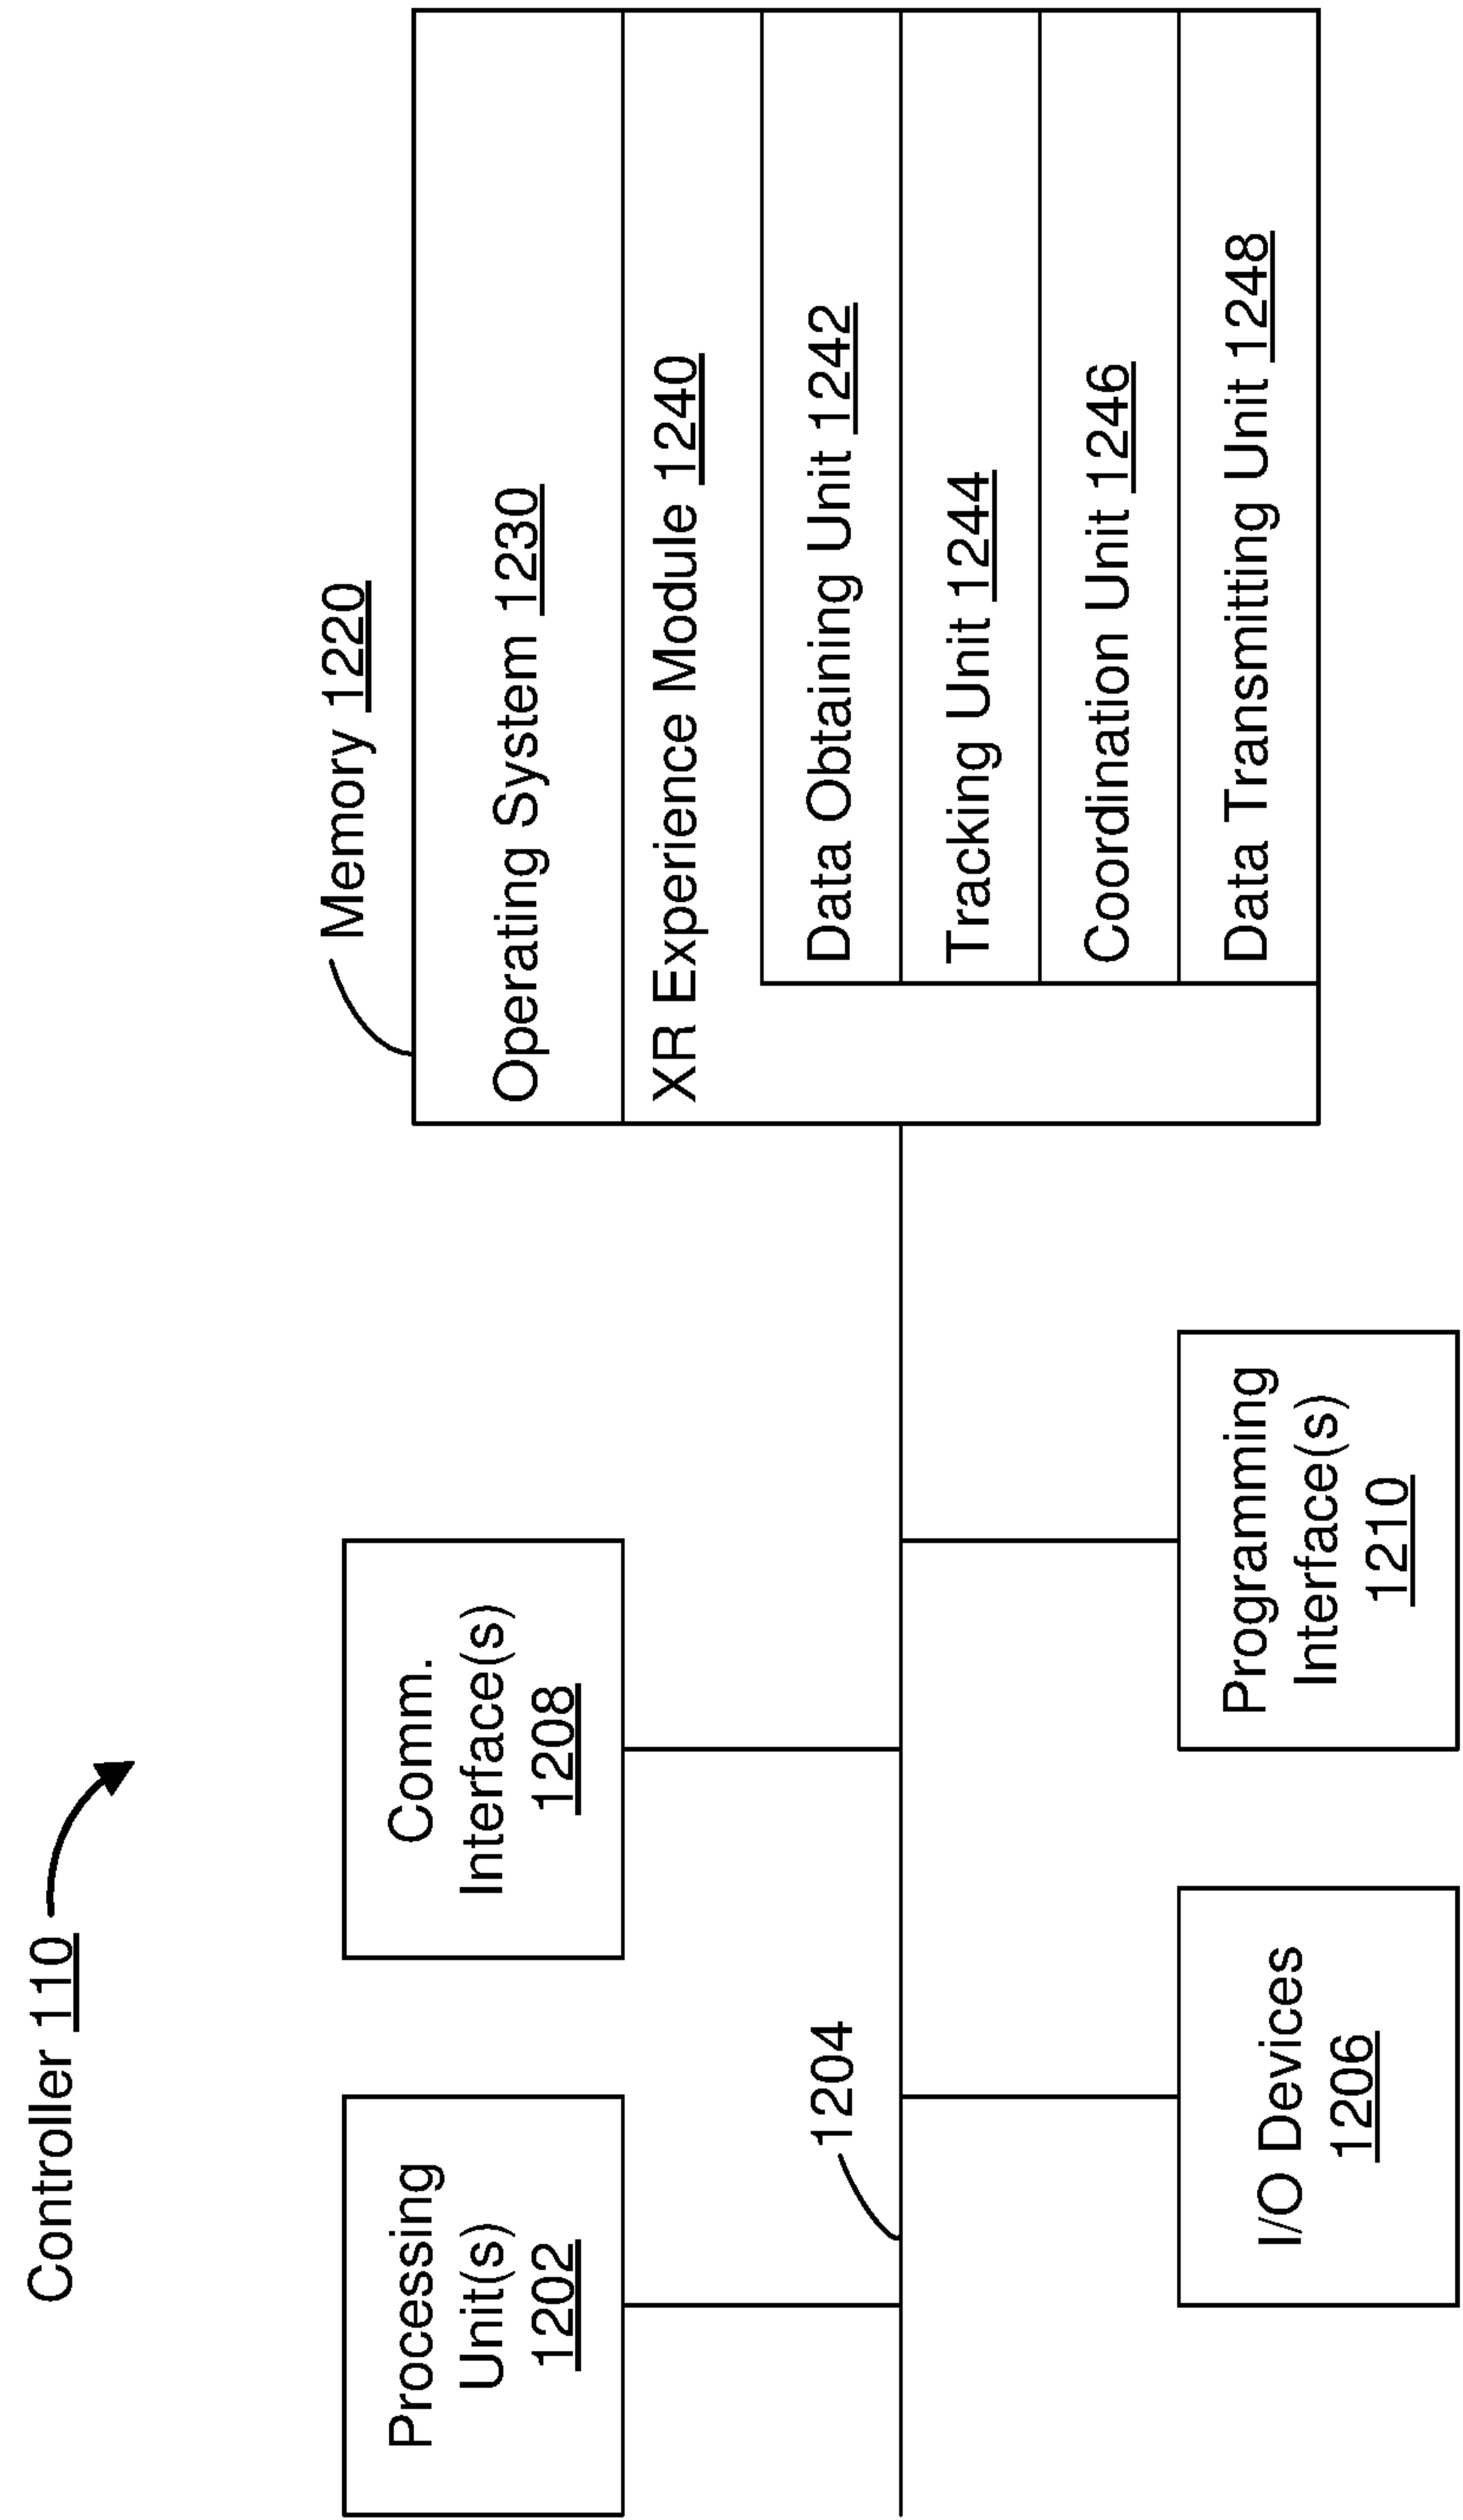 Controller 110
Memory 1220
Processing
Unit(s)
1202
Comm.
Interface(s)
1208
Operating System 1230
XR Experience Module 1240
Data Obtaining Unit 1242
Tracking Unit 1244
Coordination Unit 1246
Data Transmitting Unit 1248
1204
I/O Devices
1206
Programming
Interface(s)
1210